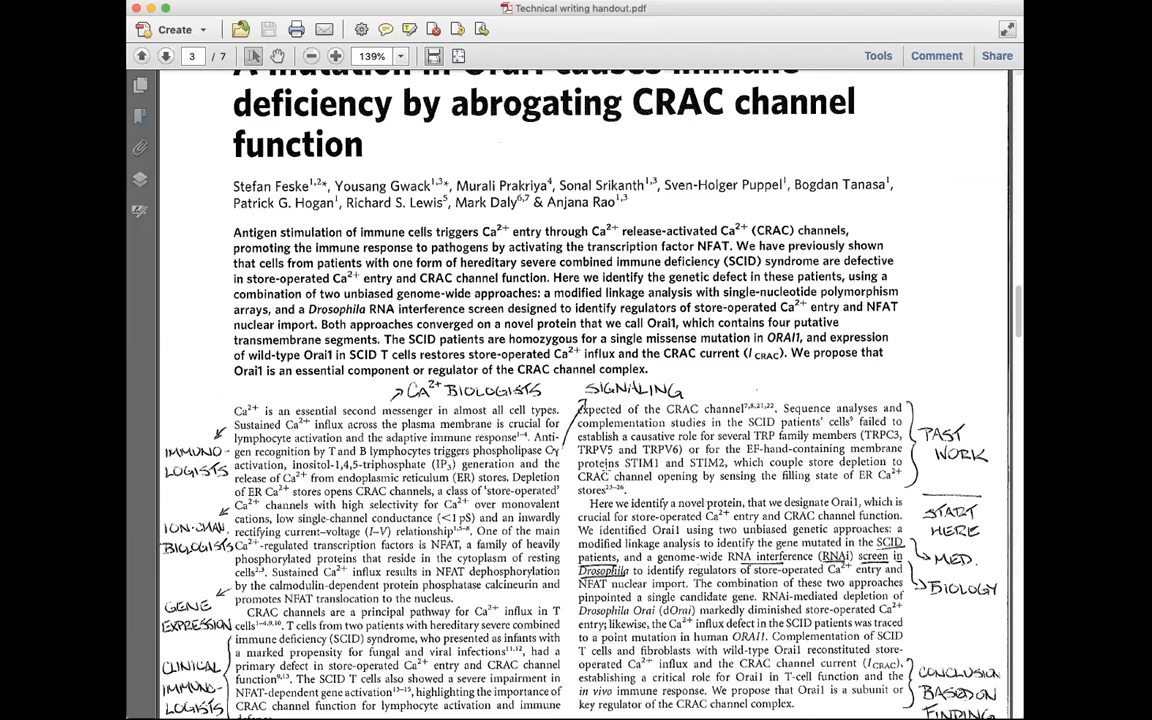 Technical writing handout.pdf
Create
3 / 7
139%
Tools
Comment
Share
A mutation in Orai1 causes immune
deficiency by abrogating CRAC channel
function
Stefan Feske1,2*, Yousang Gwack1,3*, Murali Prakriya4, Sonal Srikanth1,3, Sven-Holger Puppel1, Bogdan Tanasa1,
Patrick G. Hogan1, Richard S. Lewis5, Mark Daly6,7 & Anjana Rao1,3
Antigen stimulation of immune cells triggers Ca2+ entry through Ca2+ release-activated Ca2+ (CRAC) channels,
promoting the immune response to pathogens by activating the transcription factor NFAT. We have previously shown
that cells from patients with one form of hereditary severe combined immune deficiency (SCID) syndrome are defective
in store-operated Ca2+ entry and CRAC channel function. Here we identify the genetic defect in these patients, using a
combination of two unbiased genome-wide approaches: a modified linkage analysis with single-nucleotide polymorphism
arrays, and a Drosophila RNA interference screen designed to identify regulators of store-operated Ca2+ entry and NFAT
nuclear import. Both approaches converged on a novel protein that we call Orai1, which contains four putative
transmembrane segments. The SCID patients are homozygous for a single missense mutation in ORAI1, and expression
of wild-type Orai1 in SCID T cells restores store-operated Ca2+ influx and the CRAC current (ICRAC). We propose that
Orai1 is an essential component or regulator of the CRAC channel complex.
CA2+ BIOLOGISTS
Ca2+ is an essential second messenger in almost all cell types.
Sustained Ca2+ influx across the plasma membrane is crucial for
lymphocyte activation and the adaptive immune response1–4. Anti-
gen recognition by T and B lymphocytes triggers phospholipase Cγ
activation, inositol-1,4,5-triphosphate (IP3) generation and the
release of Ca2+ from endoplasmic reticulum (ER) stores. Depletion
of ER Ca2+ stores opens CRAC channels, a class of 'store-operated'
Ca2+ channels with high selectivity for Ca2+ over monovalent
cations, low single-channel conductance (<1 pS) and an inwardly
rectifying current–voltage (I–V) relationship1,5–8. One of the main
Ca2+-regulated transcription factors is NFAT, a family of heavily
phosphorylated proteins that reside in the cytoplasm of resting
cells2,3. Sustained Ca2+ influx results in NFAT dephosphorylation
by the calmodulin-dependent protein phosphatase calcineurin and
promotes NFAT translocation to the nucleus.
CRAC channels are a principal pathway for Ca2+ influx in T
cells1–4,9,10. T cells from two patients with hereditary severe combined
immune deficiency (SCID) syndrome, who presented as infants with
a marked propensity for fungal and viral infections11,12, had a
primary defect in store-operated Ca2+ entry and CRAC channel
function9,13. The SCID T cells also showed a severe impairment in
NFAT-dependent gene activation13–15, highlighting the importance of
CRAC channel function for lymphocyte activation and immune
IMMUNO-
LOGISTS
ION-CHAN.
BIOLOGISTS
GENE
EXPRESSION
CLINICAL
IMMUNO-
LOGISTS
SIGNALING
expected of the CRAC channel7,8,21,22. Sequence analyses and
complementation studies in the SCID patients' cells9 failed to
establish a causative role for several TRP family members (TRPC3,
TRPV5 and TRPV6) or for the EF-hand-containing membrane
proteins STIM1 and STIM2, which couple store depletion to
CRAC channel opening by sensing the filling state of ER Ca2+
stores23–26.
Here we identify a novel protein, that we designate Orai1, which is
crucial for store-operated Ca2+ entry and CRAC channel function.
We identified Orai1 using two unbiased genetic approaches: a
modified linkage analysis to identify the gene mutated in the SCID
patients, and a genome-wide RNA interference (RNAi) screen in
Drosophila to identify regulators of store-operated Ca2+ entry and
NFAT nuclear import. The combination of these two approaches
pinpointed a single candidate gene. RNAi-mediated depletion of
Drosophila Orai (dOrai) markedly diminished store-operated Ca2+
entry; likewise, the Ca2+ influx defect in the SCID patients was traced
to a point mutation in human ORAI1. Complementation of SCID
T cells and fibroblasts with wild-type Orai1 reconstituted store-
operated Ca2+ influx and the CRAC channel current (ICRAC),
establishing a critical role for Orai1 in T-cell function and the
in vivo immune response. We propose that Orai1 is a subunit or
key regulator of the CRAC channel complex.
PAST
WORK
START
HERE
MED.
BIOLOGY
CONCLUSION
BASED ON
FINDING